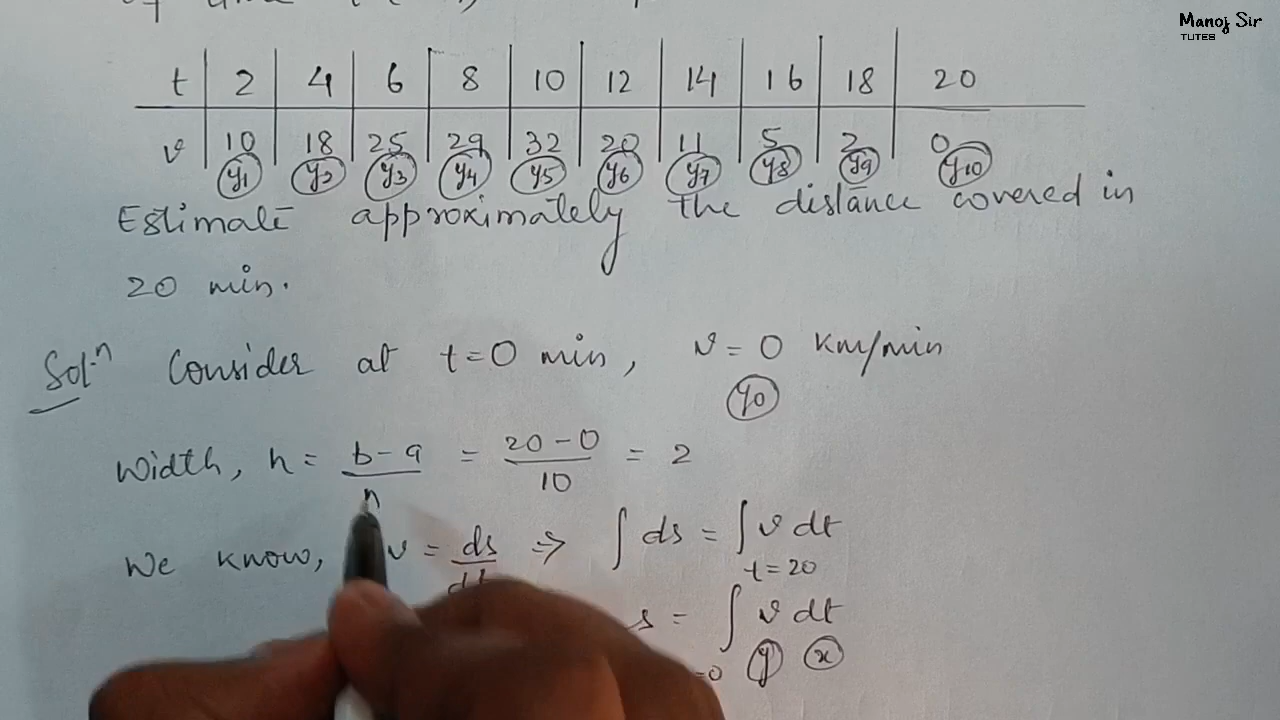 Manoj Sir
TUTES
t 2 4 6 8 10 12 14 16 18 20
v 10 18 25 29 32 20 11 5 2 0
y1 y2 y3 y4 y5 y6 y7 y8 y9 y10
Estimate approximately the distance covered in
20 min.
Sol.n Consider at t=0 min, v = 0 km/min
y0
Width, h = b-a/n = 20-0/10 = 2
We know, v = ds/dt ⇒ ∫ ds = ∫ v dt
t=20
s = ∫ v dt
=0 y x